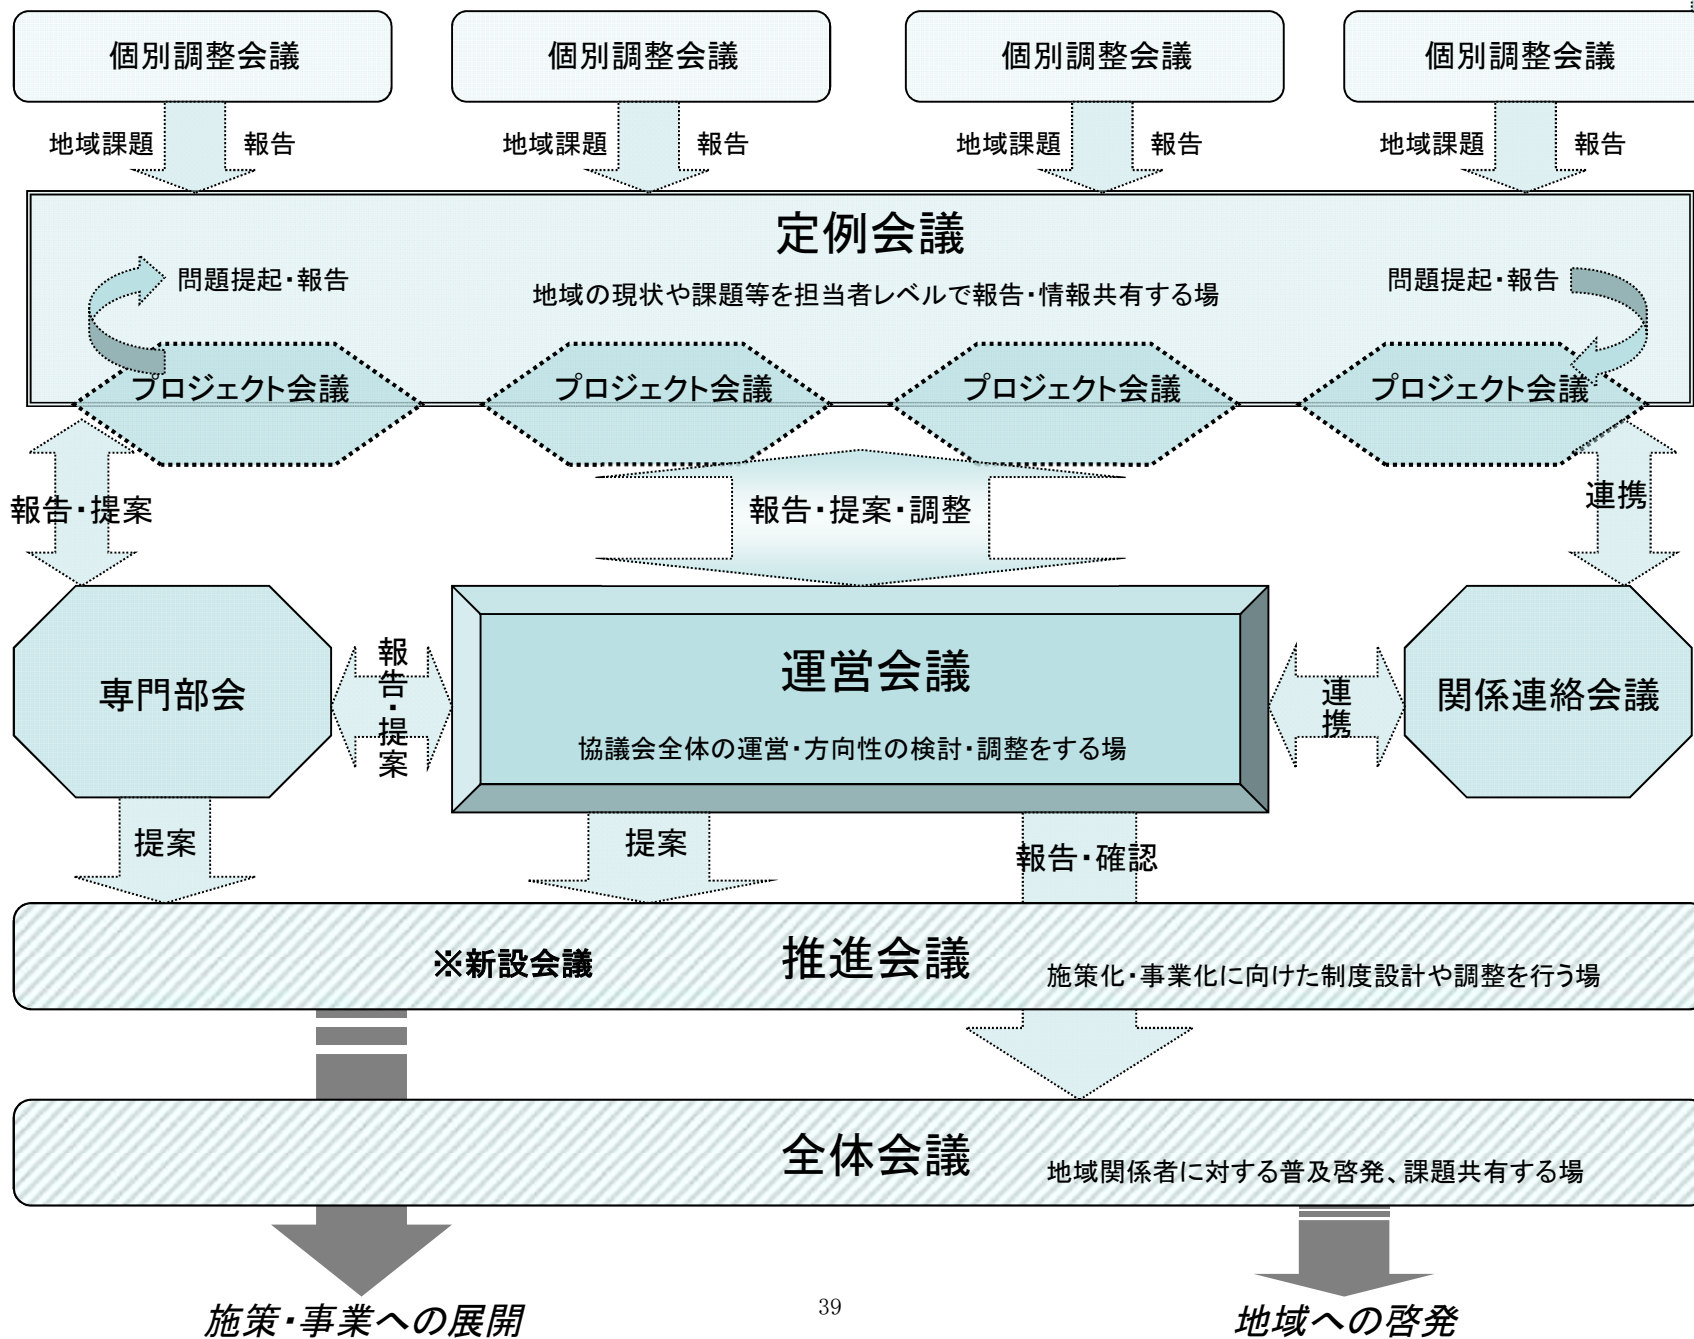 個別調整会議
個別調整会議
個別調整会議
個別調整会議
地域課題
報告
地域課題
報告
地域課題
報告
地域課題
報告
定例会議
問題提起・報告
地域の現状や課題等を担当者レベルで報告・情報共有する場
問題提起・報告
プロジェクト会議
プロジェクト会議
プロジェクト会議
プロジェクト会議
報告・提案
報告・提案・調整
連携
専門部会
報告・提案
運営会議
協議会全体の運営・方向性の検討・調整をする場
連携
関係連絡会議
提案
提案
報告・確認
※新設会議
推進会議
施策化・事業化に向けた制度設計や調整を行う場
全体会議
地域関係者に対する普及啓発、課題共有する場
施策・事業への展開
39
地域への啓発